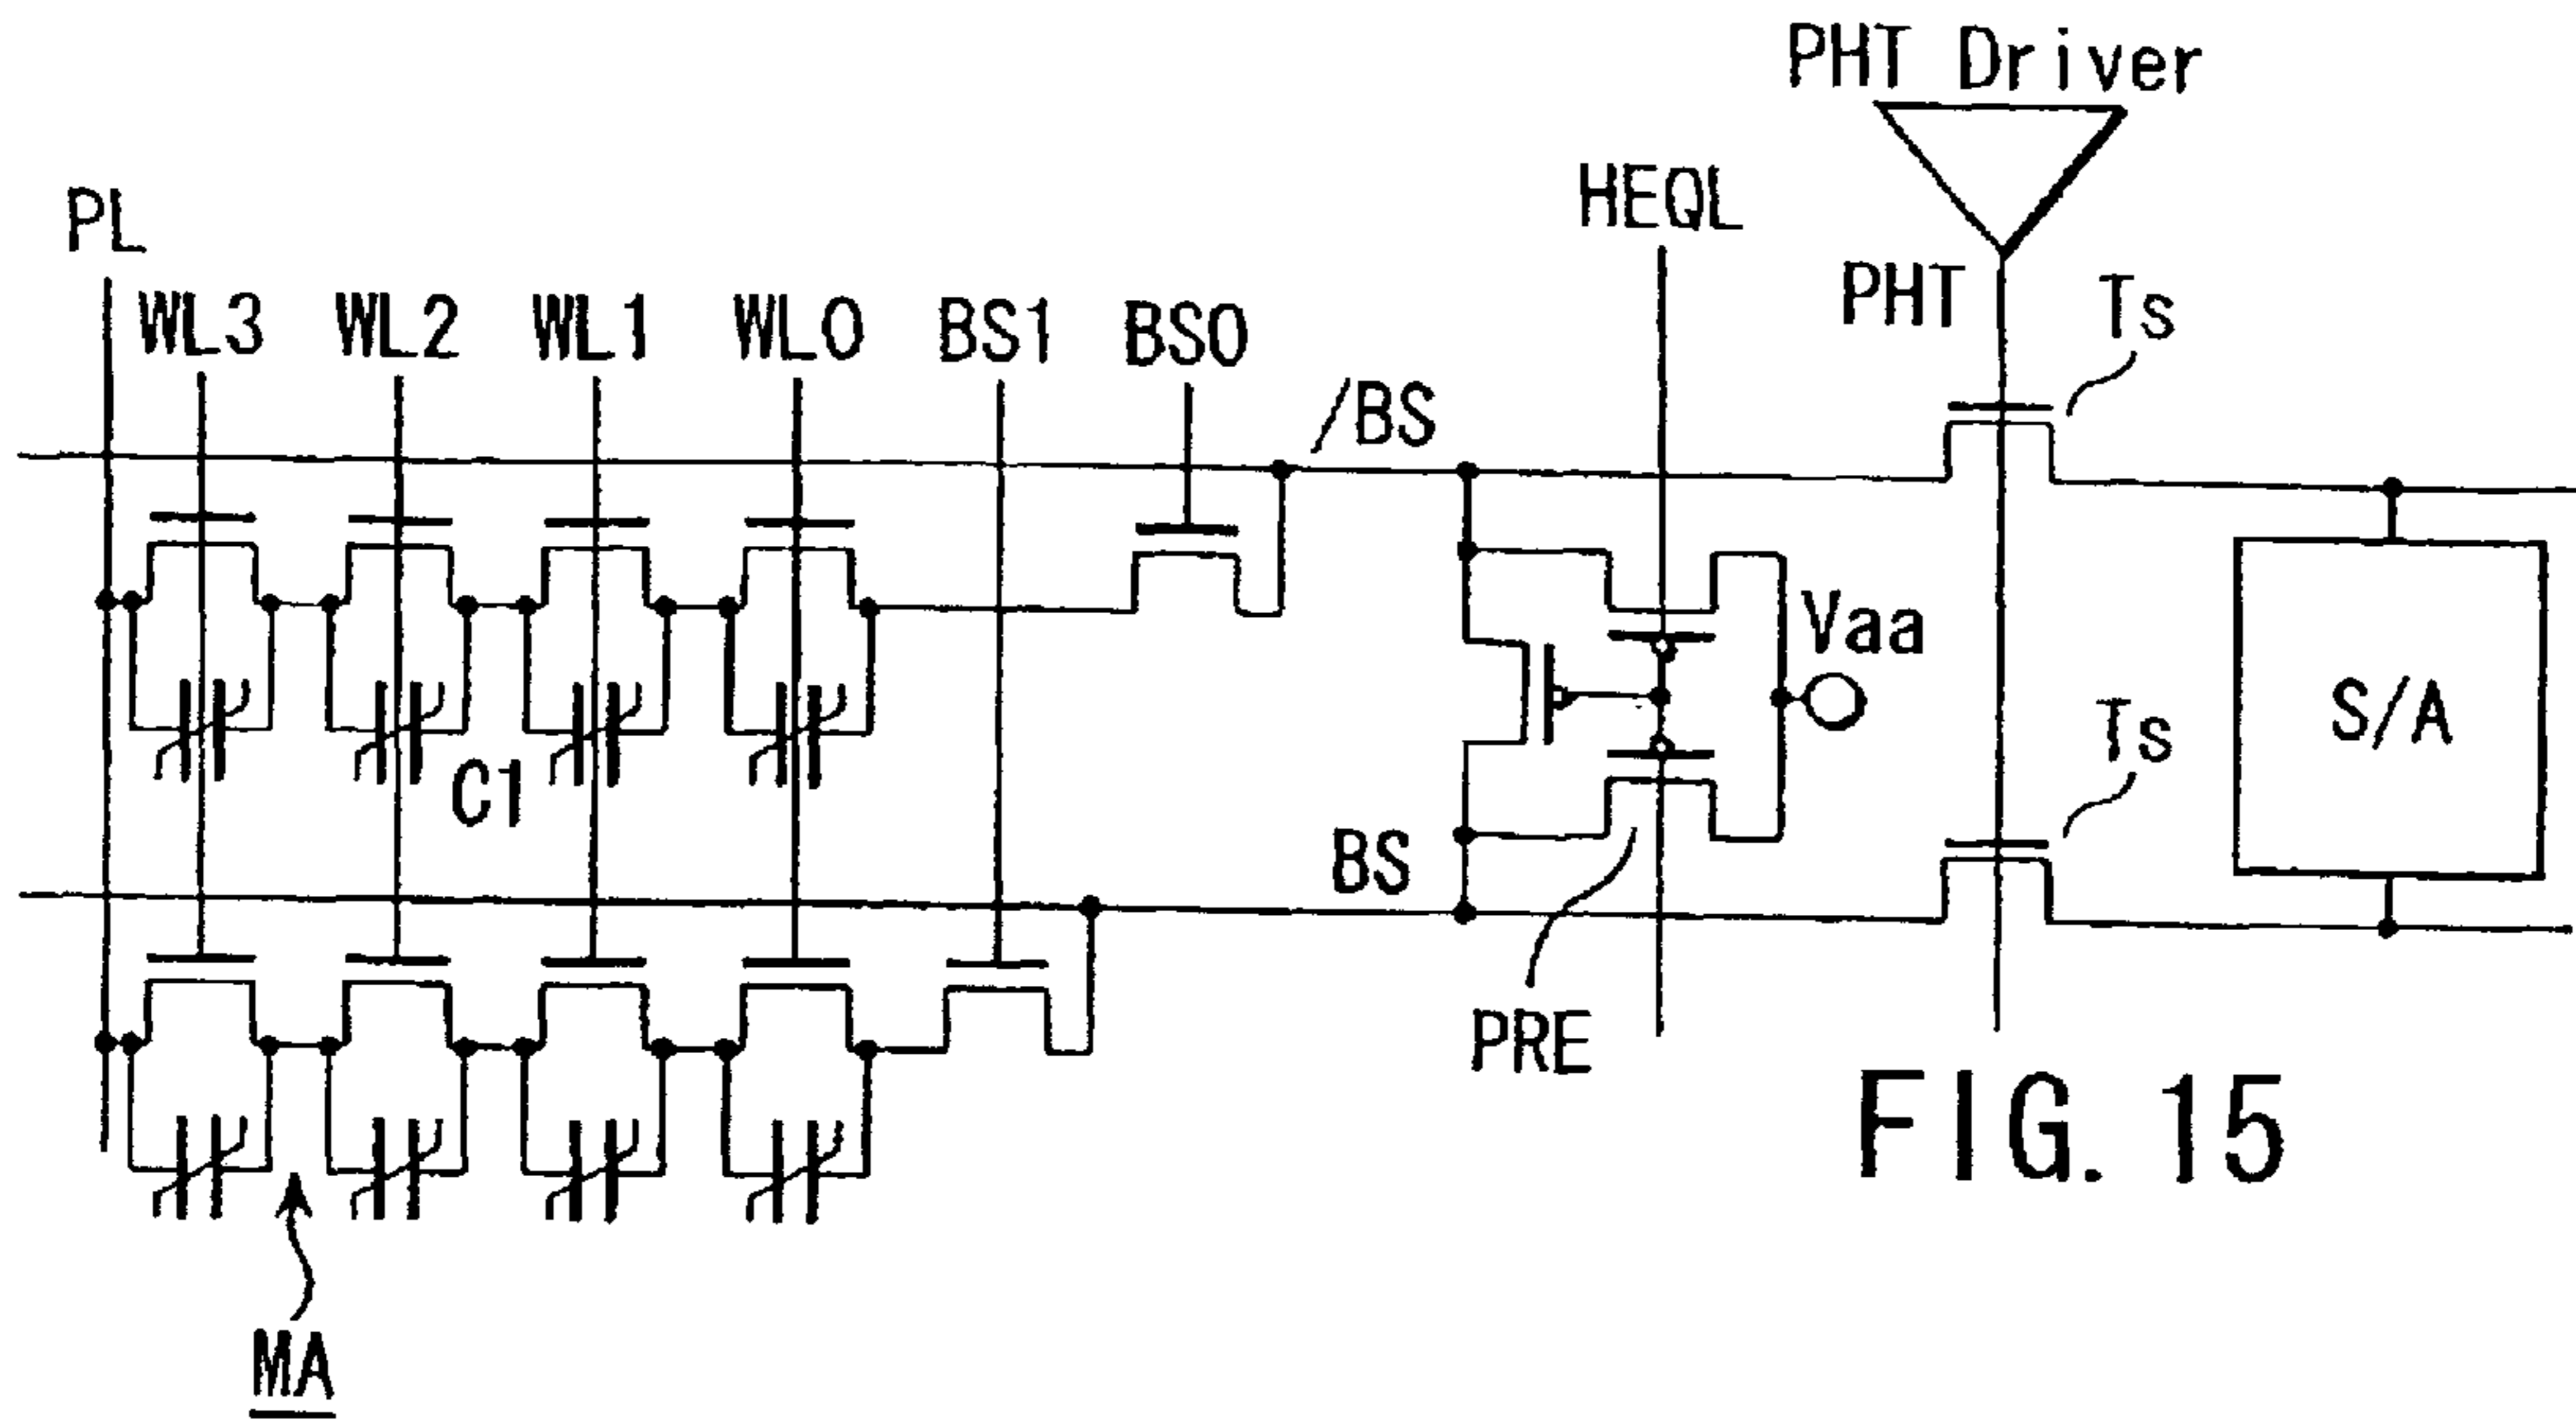 PHT Driver
HEQL
PL
PHT
Ts
WL3 WL2 WL1 WL0 BS1 BS0
/BS
Vaa
S/A
Ts
C1
BS
PRE
FIG. 15
MA